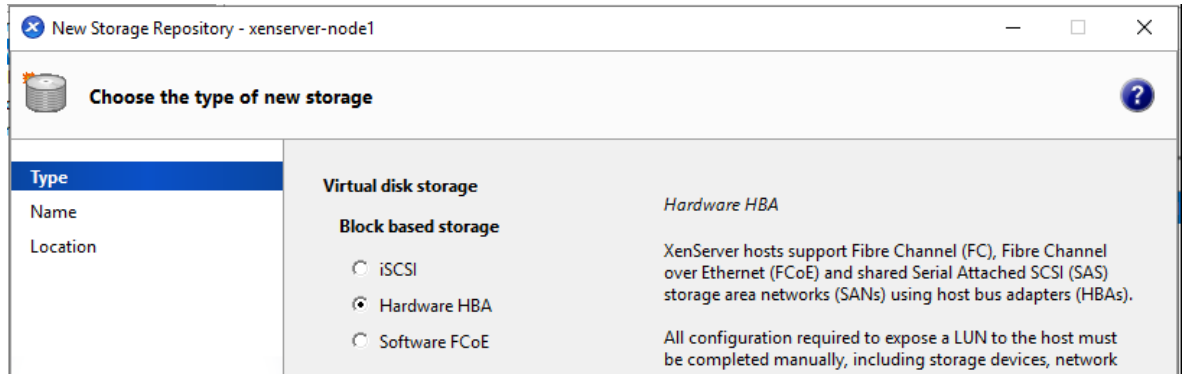 New Storage Repository - xenserver-node1
Choose the type of new storage
?
Type
Name
Location
Virtual disk storage
Block based storage
iSCSI
Hardware HBA
Software FCoE
Hardware HBA
XenServer hosts support Fibre Channel (FC), Fibre Channel
over Ethernet (FCoE) and shared Serial Attached SCSI (SAS)
storage area networks (SANs) using host bus adapters (HBAs).
All configuration required to expose a LUN to the host must
be completed manually, including storage devices, network